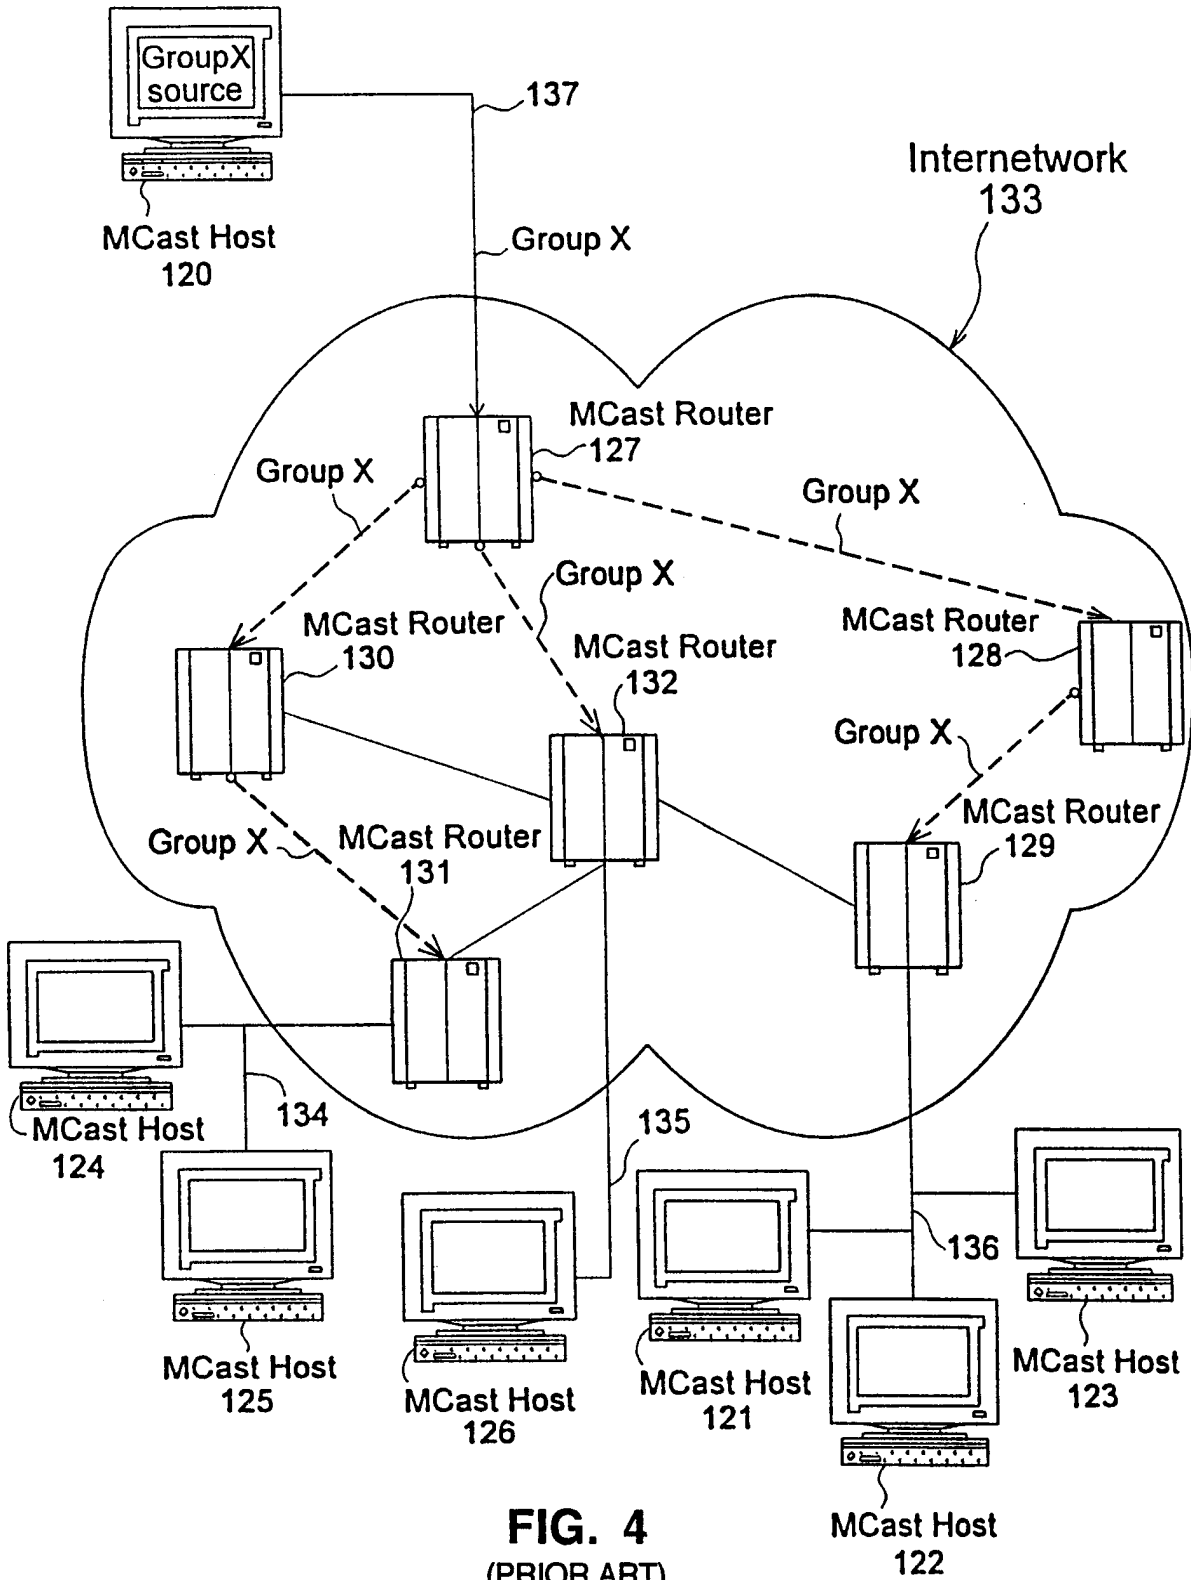 GroupX
source
137
Internetwork
133
MCast Host
120
Group X
MCast Router
127
Group X
Group X
Group X
MCast Router
130
MCast Router
128
MCast Router
132
Group X
MCast Router
129
Group X
MCast Router
131
134
MCast Host
124
135
136
MCast Host
125
MCast Host
126
MCast Host
121
MCast Host
123
MCast Host
122
FIG. 4
(PRIOR ART)